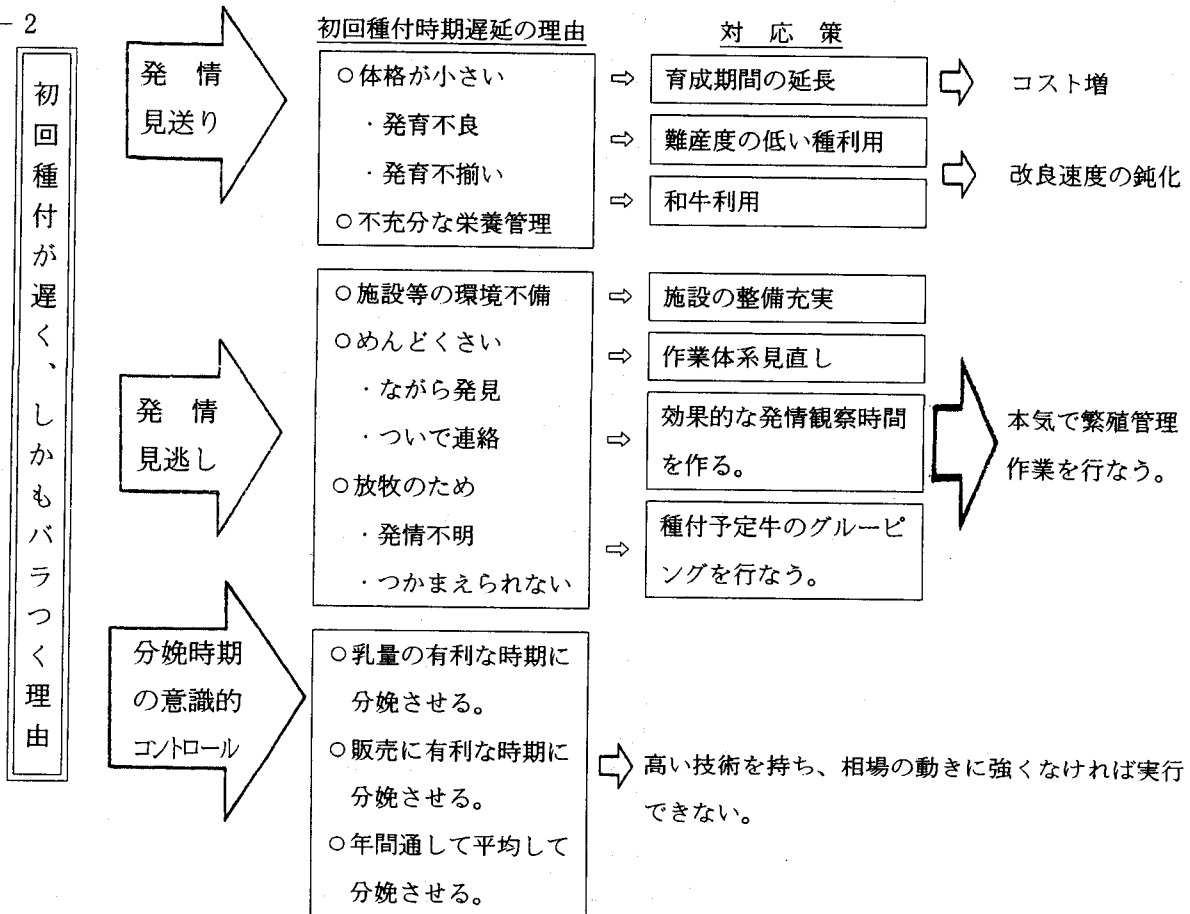 －2
初回種付が遅く、しかもバラつく理由
発情
見送り
初回種付時期遅延の理由
○体格が小さい
・発育不良
・発育不揃い
○不充分な栄養管理
対応策
⇨ 育成期間の延長 ⇨ コスト増
⇨ 難産度の低い種利用
⇨ 和牛利用
⇨ 改良速度の鈍化
発情
見逃し
○施設等の環境不備
○めんどくさい
・ながら発見
・ついで連絡
○放牧のため
・発情不明
・つかまえられない
⇨ 施設の整備充実
⇨ 作業体系見直し
⇨ 効果的な発情観察時間
を作る。
⇨ 種付予定牛のグルーピ
ングを行なう。
本気で繁殖管理
作業を行なう。
分娩時期
の意識的
コントロール
○乳量の有利な時期に
分娩させる。
○販売に有利な時期に
分娩させる。
○年間通して平均して
分娩させる。
⇨ 高い技術を持ち、相場の動きに強くなければ実行
できない。